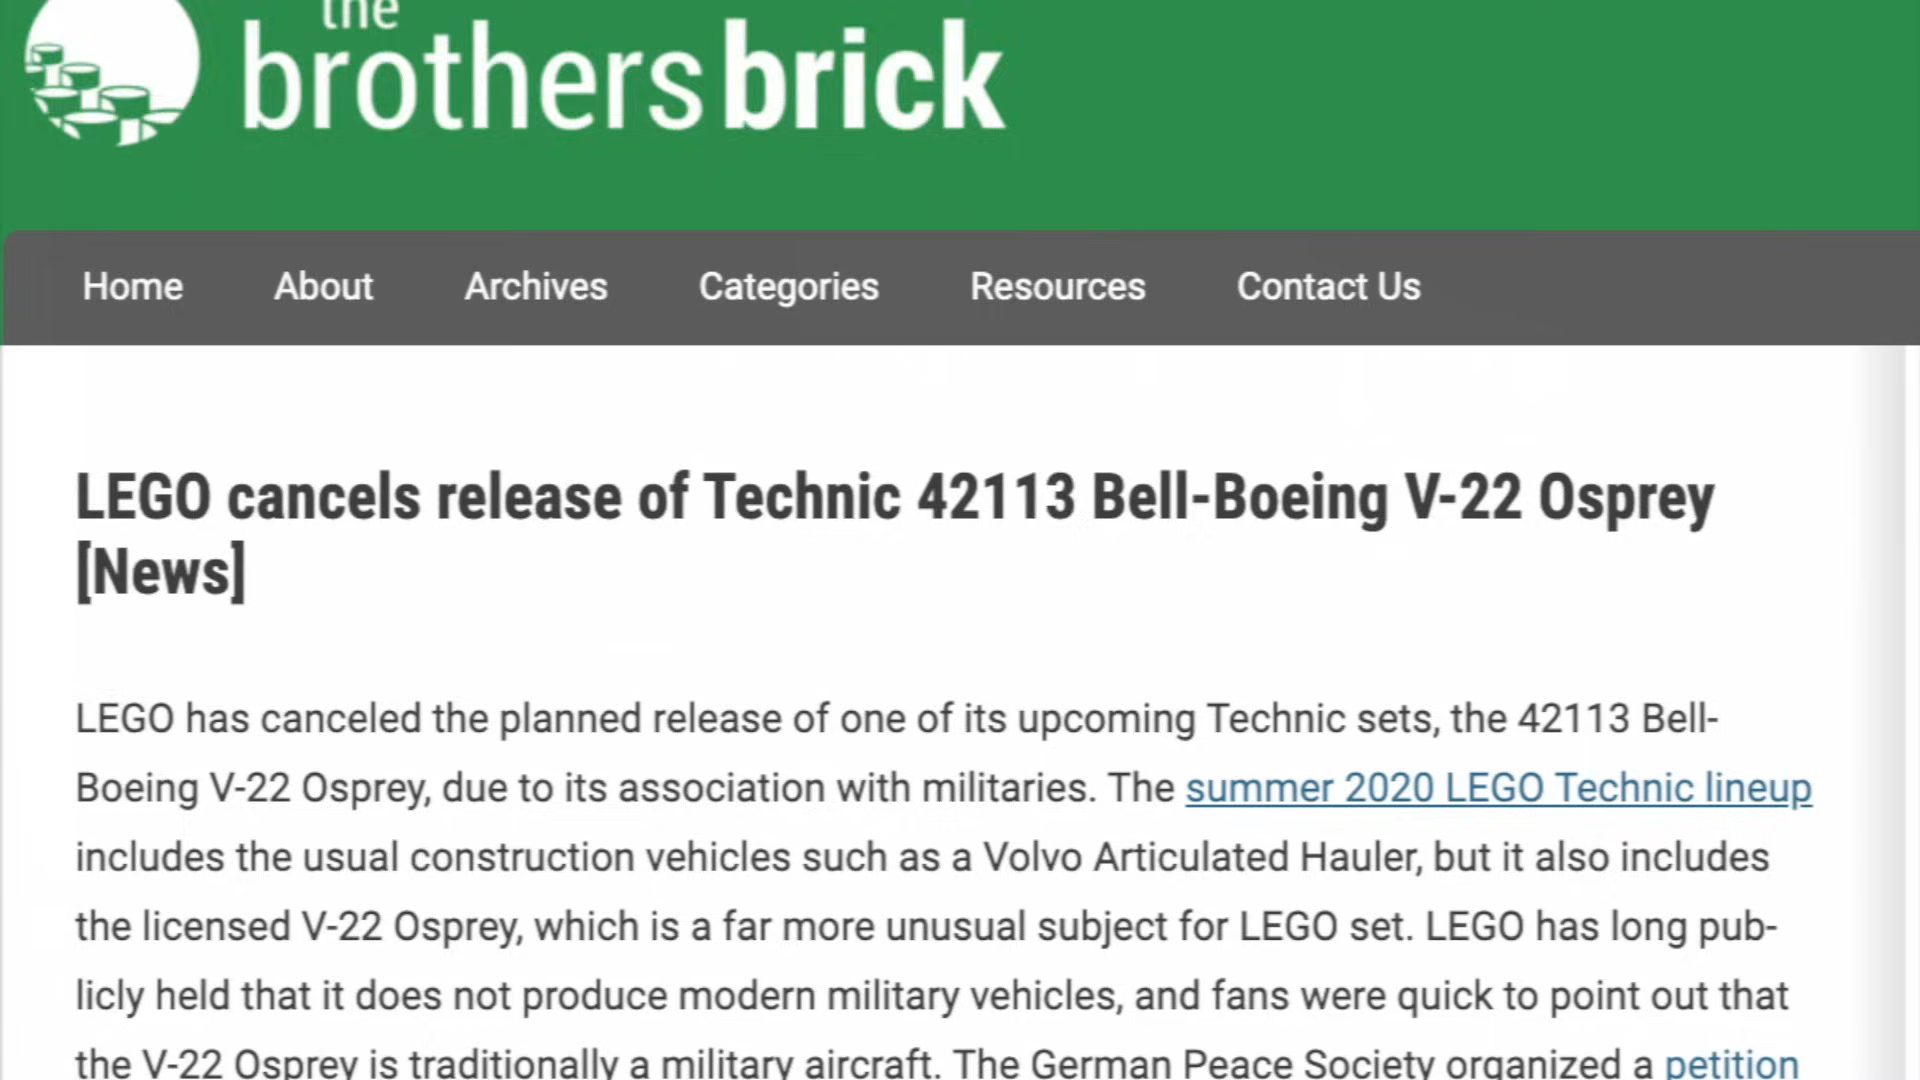 the
brothers brick
Home About Archives Categories Resources Contact Us
LEGO cancels release of Technic 42113 Bell-Boeing V-22 Osprey
[News]
LEGO has canceled the planned release of one of its upcoming Technic sets, the 42113 Bell-
Boeing V-22 Osprey, due to its association with militaries. The summer 2020 LEGO Technic lineup
includes the usual construction vehicles such as a Volvo Articulated Hauler, but it also includes
the licensed V-22 Osprey, which is a far more unusual subject for LEGO set. LEGO has long pub-
licly held that it does not produce modern military vehicles, and fans were quick to point out that
the V-22 Osprey is traditionally a military aircraft. The German Peace Society organized a petition